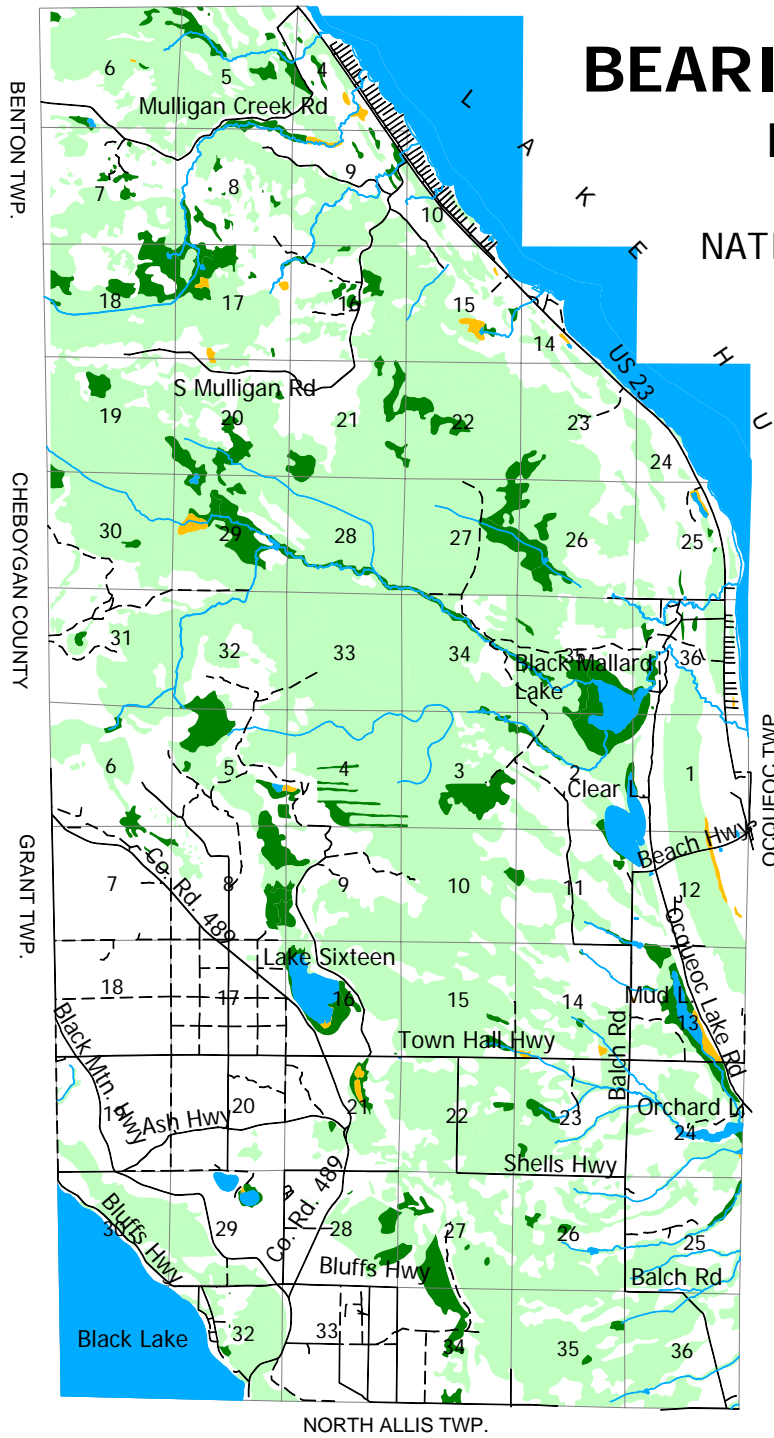 BEARI
NATI
L A K E H U
BENTON TWP.
CHEBOYGAN COUNTY
GRANT TWP.
OCQUEOC TWP.
NORTH ALLIS TWP.
6 5 4
Mulligan Creek Rd
7 8 9
10
18 17 16 15
14
US 23
S Mulligan Rd
19 20 21 22 23
24
30 29 28 27 26 25
31 32 33 34 35 36
Black Mallard
Lake
6 5 4 3 2 1
Clear L.
Beach Hwy
7 8 9 10 11 12
Co. Rd. 489
Ocqueoc Lake Rd
Lake Sixteen
18 17 16 15 14 13
Mud L.
Town Hall Hwy
Balch Rd
Black Mtn. Hwy
19 20 21 22 23 24
Ash Hwy
Orchard L.
Shells Hwy
Co. Rd. 489
30 29 28 27 26 25
Bluffs Hwy
Bluffs Hwy
Balch Rd
Black Lake
32 33 34 35 36